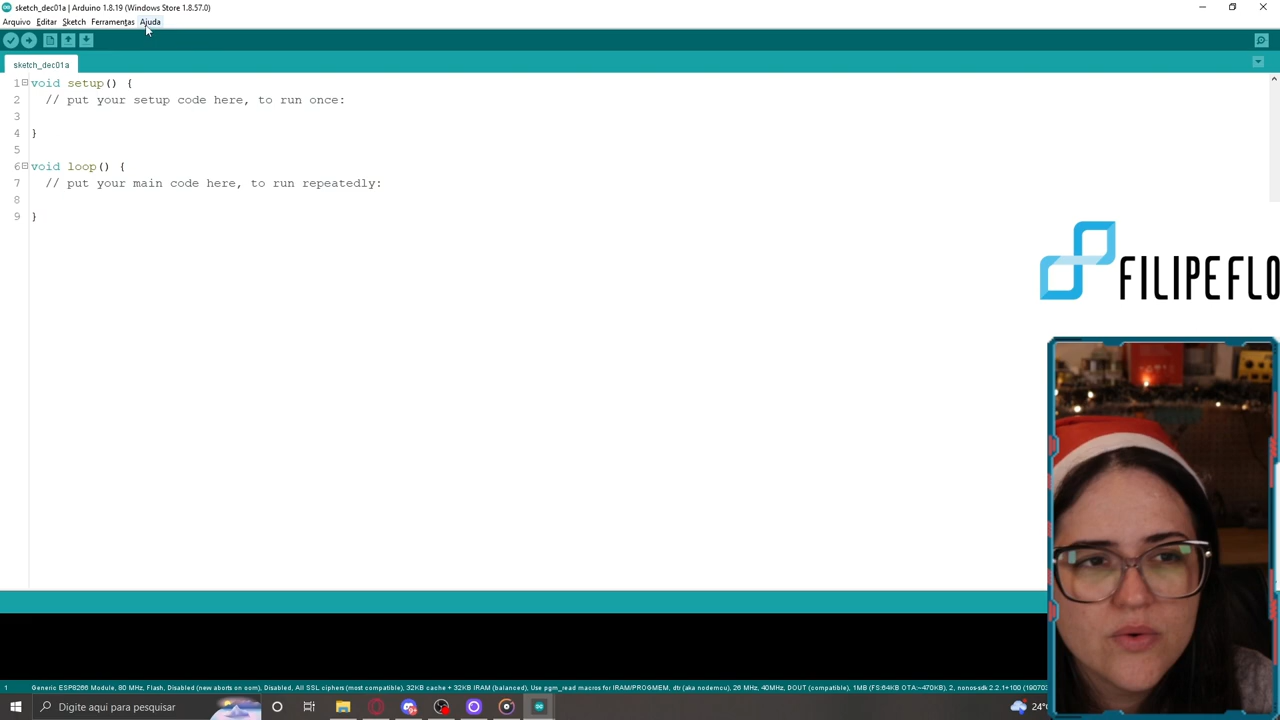 sketch_dec01a | Arduino 1.8.19 (Windows Store 1.8.57.0)
Arquivo Editar Sketch Ferramentas Ajuda
sketch_dec01a
1 void setup() {
2 // put your setup code here, to run once:
3
4 }
5
6 void loop() {
7 // put your main code here, to run repeatedly:
8
9 }
FILIPEFLO
1 Generic ESP8266 Module, 80 MHz, Flash, Disabled (new aborts on oom), Disabled, All SSL ciphers (most compatible), 32KB cache + 32KB IRAM (balanced), Use pgm_read macros for IRAM/PROGMEM, dtr (aka nodemcu), 26 MHz, 40MHz, DOUT (compatible), 1MB (FS:64KB OTA:~470KB), 2, nonos-sdk 2.2.1+100 (190703
Digite aqui para pesquisar
24°